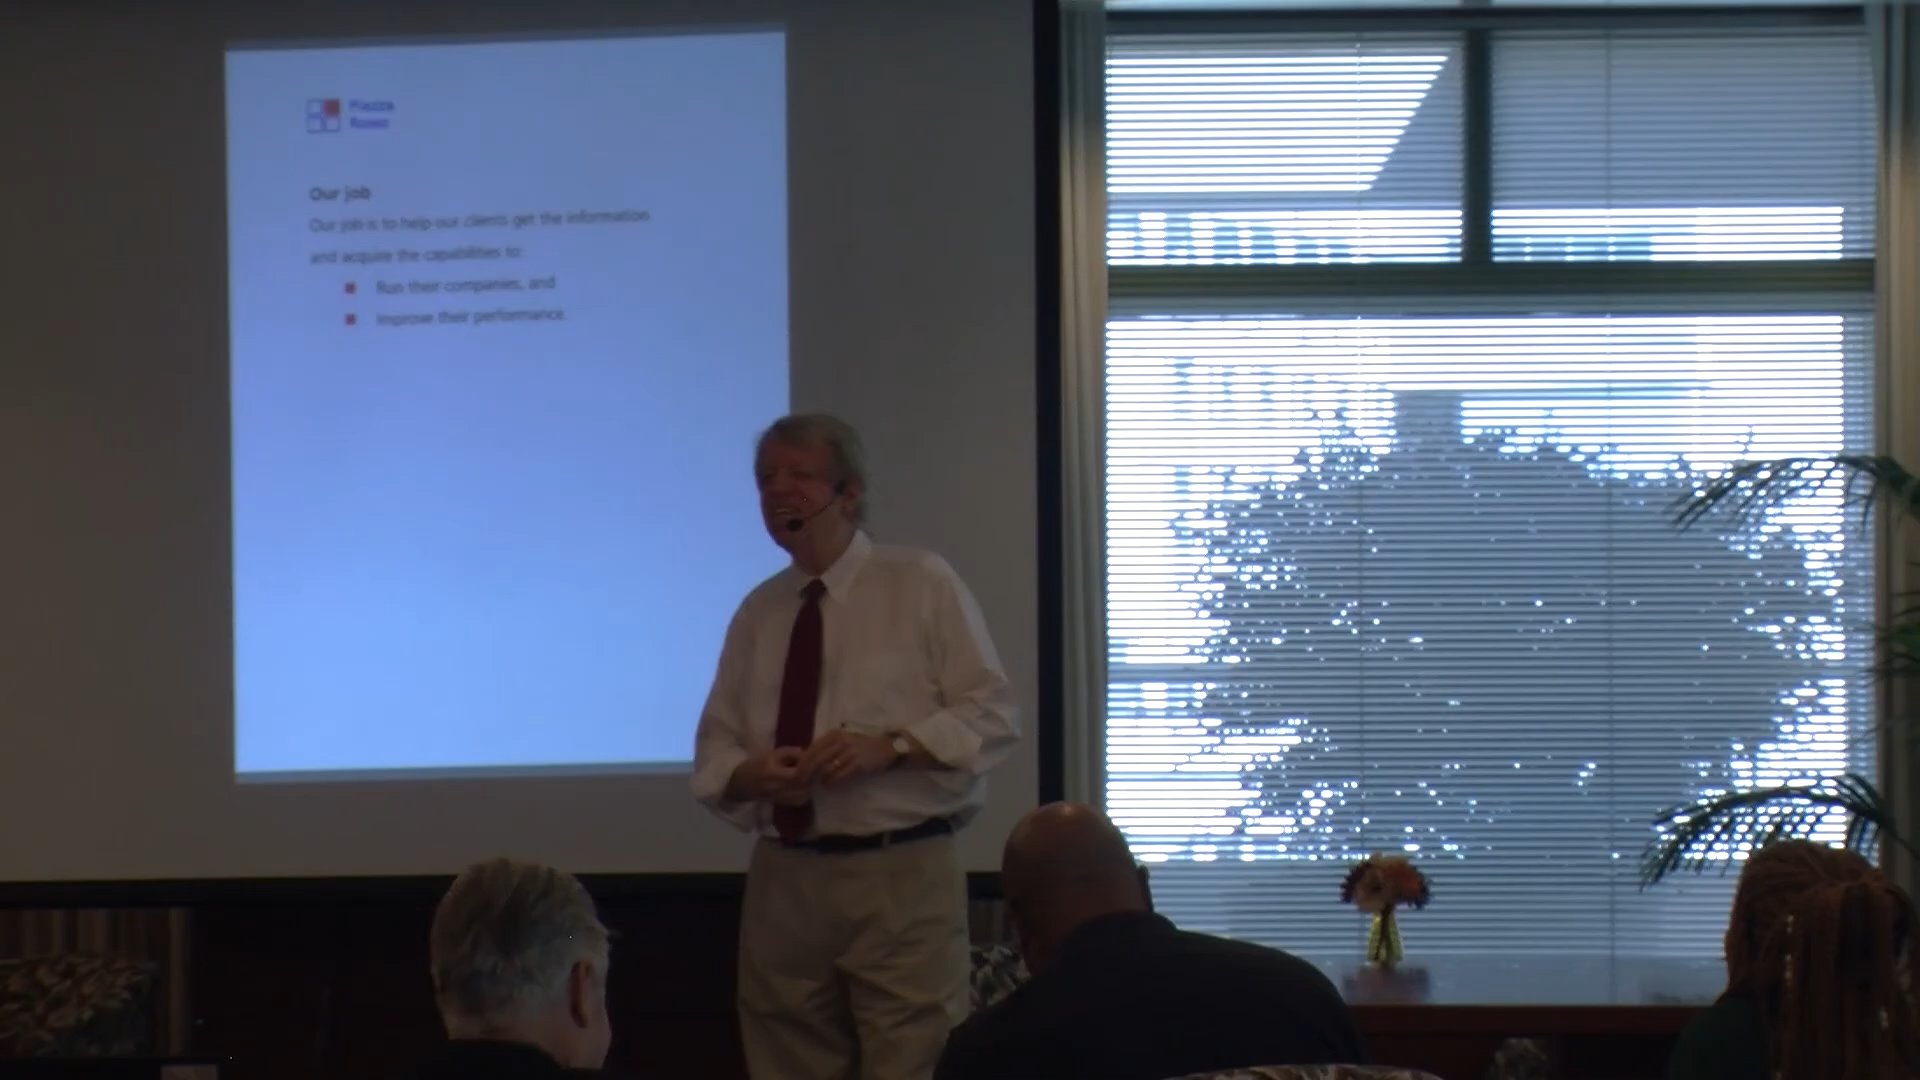 Piazza
Rosso
Our job
Our job is to help our clients get the information
and acquire the capabilities to:
Run their companies, and
Improve their performance.